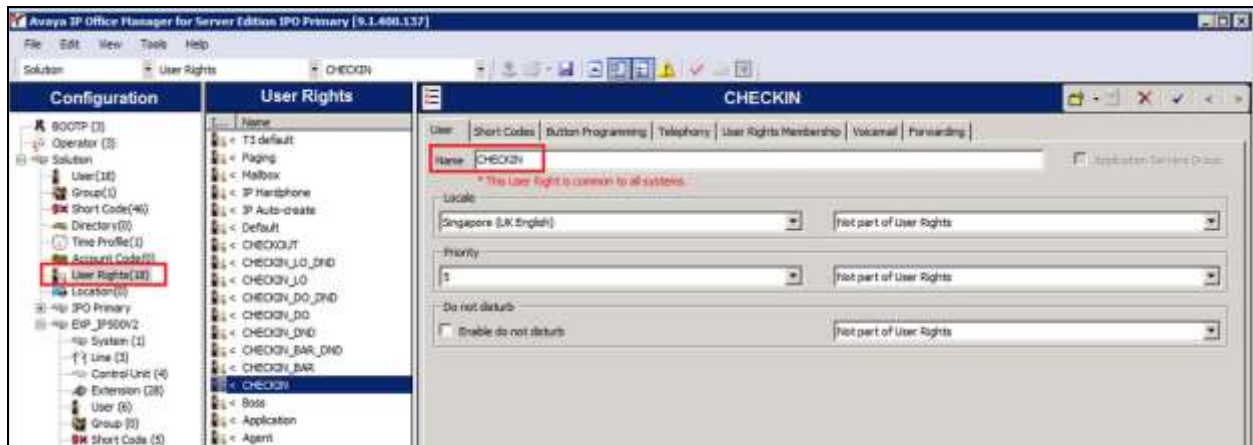 Avaya IP Office Manager for Server Edition IPO Primary [9.1.400.137]
File Edit View Tools Help
Solution User Rights CHECKIN
Configuration
BOOTP (3)
Operator (3)
Solution
User(18)
Group(1)
Short Code(46)
Directory(0)
Time Profile(1)
Account Code(0)
User Rights(18)
Location(0)
IPO Primary
EXP_IP500V2
System (1)
Line (3)
Control Unit (4)
Extension (28)
User (6)
Group (0)
Short Code (5)
User Rights
Name
T3 default
Paging
Mailbox
IP Hardphone
IP Auto-create
Default
CHECKOUT
CHECKIN_LO_DND
CHECKIN_LO
CHECKIN_DO_DND
CHECKIN_DO
CHECKIN_DND
CHECKIN_BAR_DND
CHECKIN_BAR
CHECKIN
Boss
Application
Agent
CHECKIN
User Short Codes Button Programming Telephony User Rights Membership Voicemail Forwarding
Name CHECKIN Application Servers Group
* This User Right is common to all systems.
Locale
Singapore (UK English) Not part of User Rights
Priority
5 Not part of User Rights
Do not disturb
Enable do not disturb Not part of User Rights